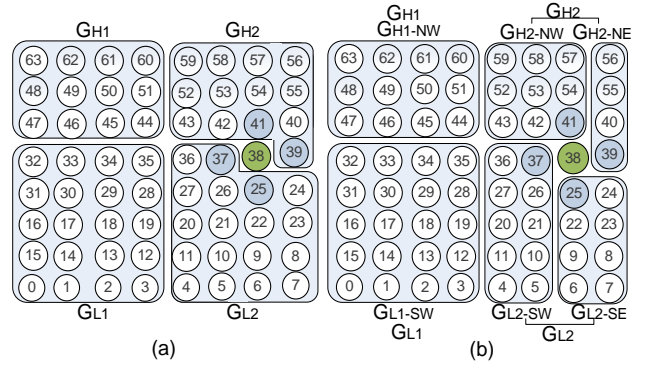 GH1 GH2 GH1 GH2
GH1-NW GH2-NW GH2-NE
63 62 61 60 59 58 57 56 63 62 61 60 59 58 57 56
48 49 50 51 52 53 54 55 48 49 50 51 52 53 54 55
47 46 45 44 43 42 41 40 47 46 45 44 43 42 41 40
32 33 34 35 36 37 38 39 32 33 34 35 36 37 38 39
31 30 29 28 27 26 25 24 31 30 29 28 27 26 25 24
16 17 18 19 20 21 22 23 16 17 18 19 20 21 22 23
15 14 13 12 11 10 9 8 15 14 13 12 11 10 9 8
0 1 2 3 4 5 6 7 0 1 2 3 4 5 6 7
GL1 GL2 GL1-SW GL2-SW GL2-SE
GL1 GL2
(a) (b)